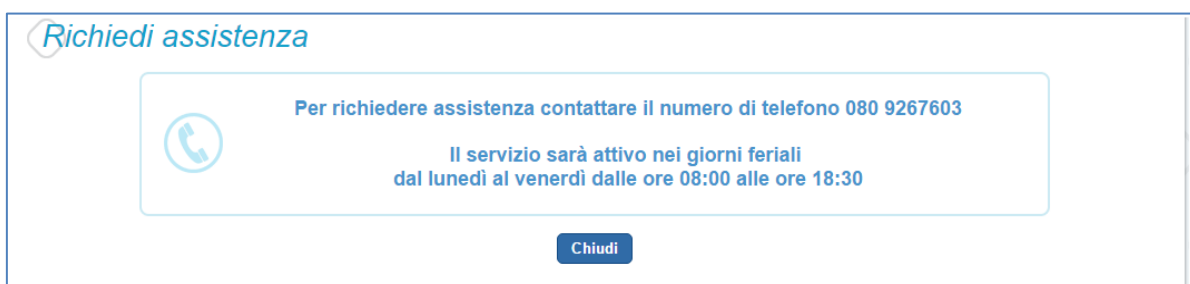 Richiedi assistenza
Per richiedere assistenza contattare il numero di telefono 080 9267603
Il servizio sarà attivo nei giorni feriali
dal lunedì al venerdì dalle ore 08:00 alle ore 18:30
Chiudi